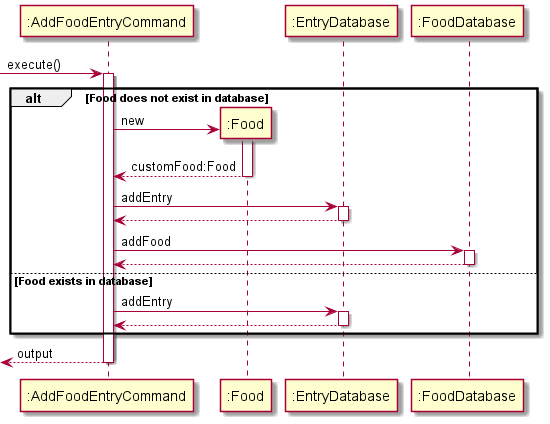 :AddFoodEntryCommand
:EntryDatabase
:FoodDatabase
execute()
alt
[Food does not exist in database]
new
:Food
customFood:Food
addEntry
addFood
[Food exists in database]
addEntry
output
:AddFoodEntryCommand
:Food
:EntryDatabase
:FoodDatabase